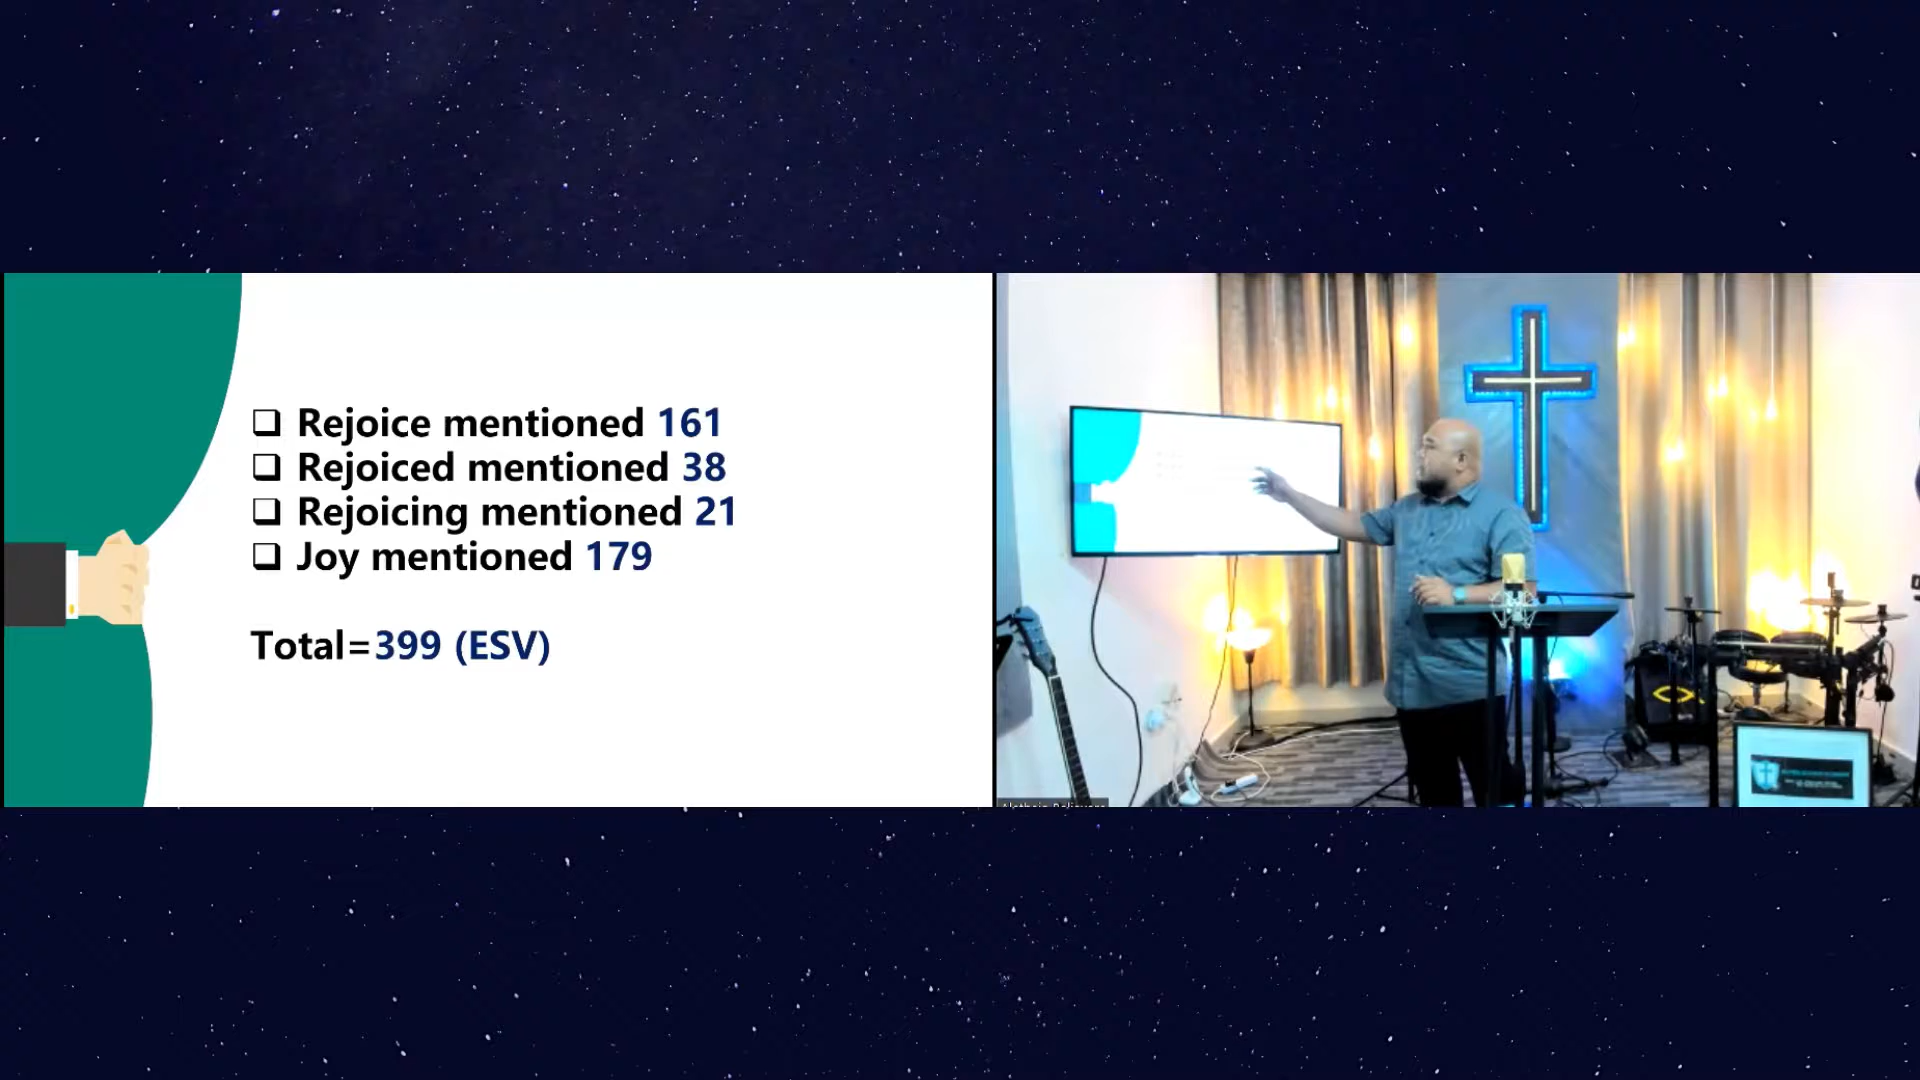 ❑ Rejoice mentioned 161
❑ Rejoiced mentioned 38
❑ Rejoicing mentioned 21
❑ Joy mentioned 179
Total=399 (ESV)